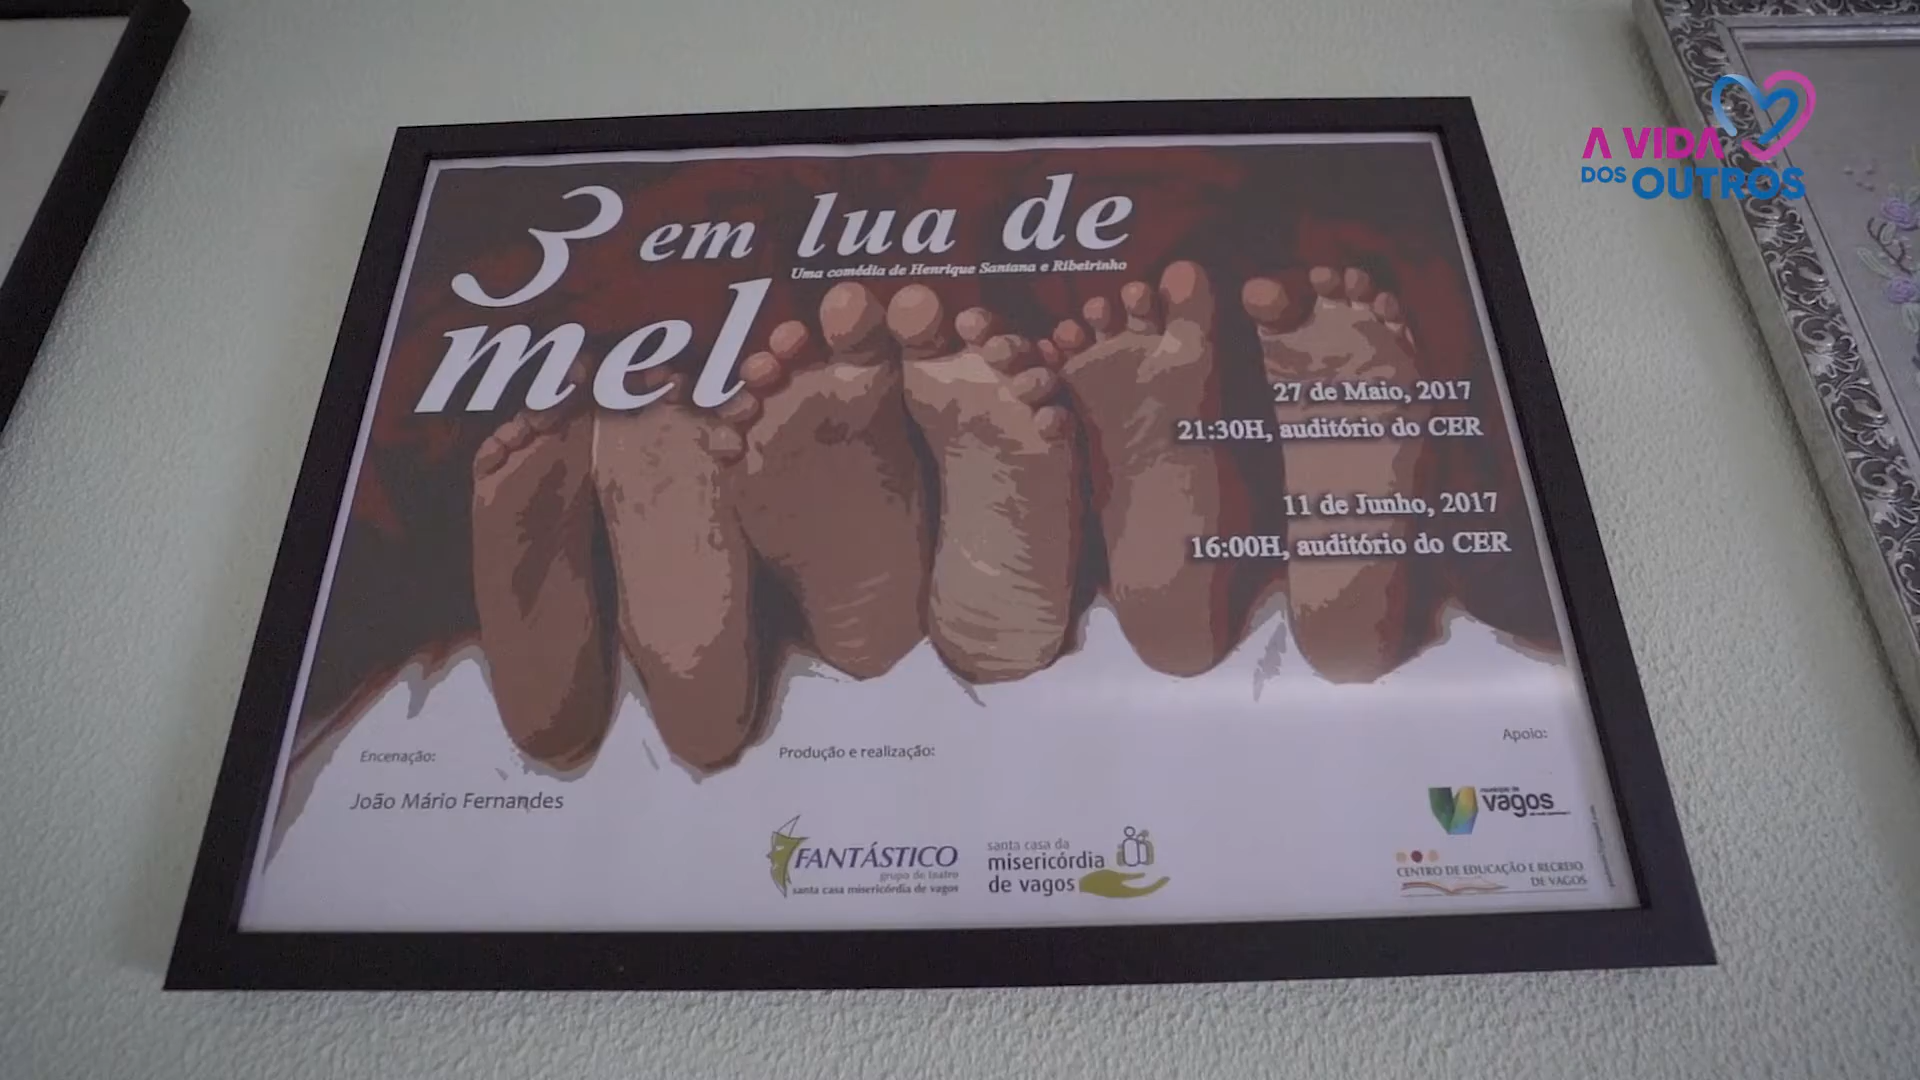 A VIDA
DOS OUTROS
3 em lua de
mel
Uma comédia de Henrique Santana e Ribeirinho
27 de Maio, 2017
21:30H, auditório do CER
11 de Junho, 2017
16:00H, auditório do CER
Encenação:
João Mário Fernandes
Produção e realização:
FANTÁSTICO
grupo de teatro
santa casa misericórdia de vagos
santa casa da
misericórdia
de vagos
Apoio:
município de
vagos
CENTRO DE EDUCAÇÃO E RECREIO
DE VAGOS